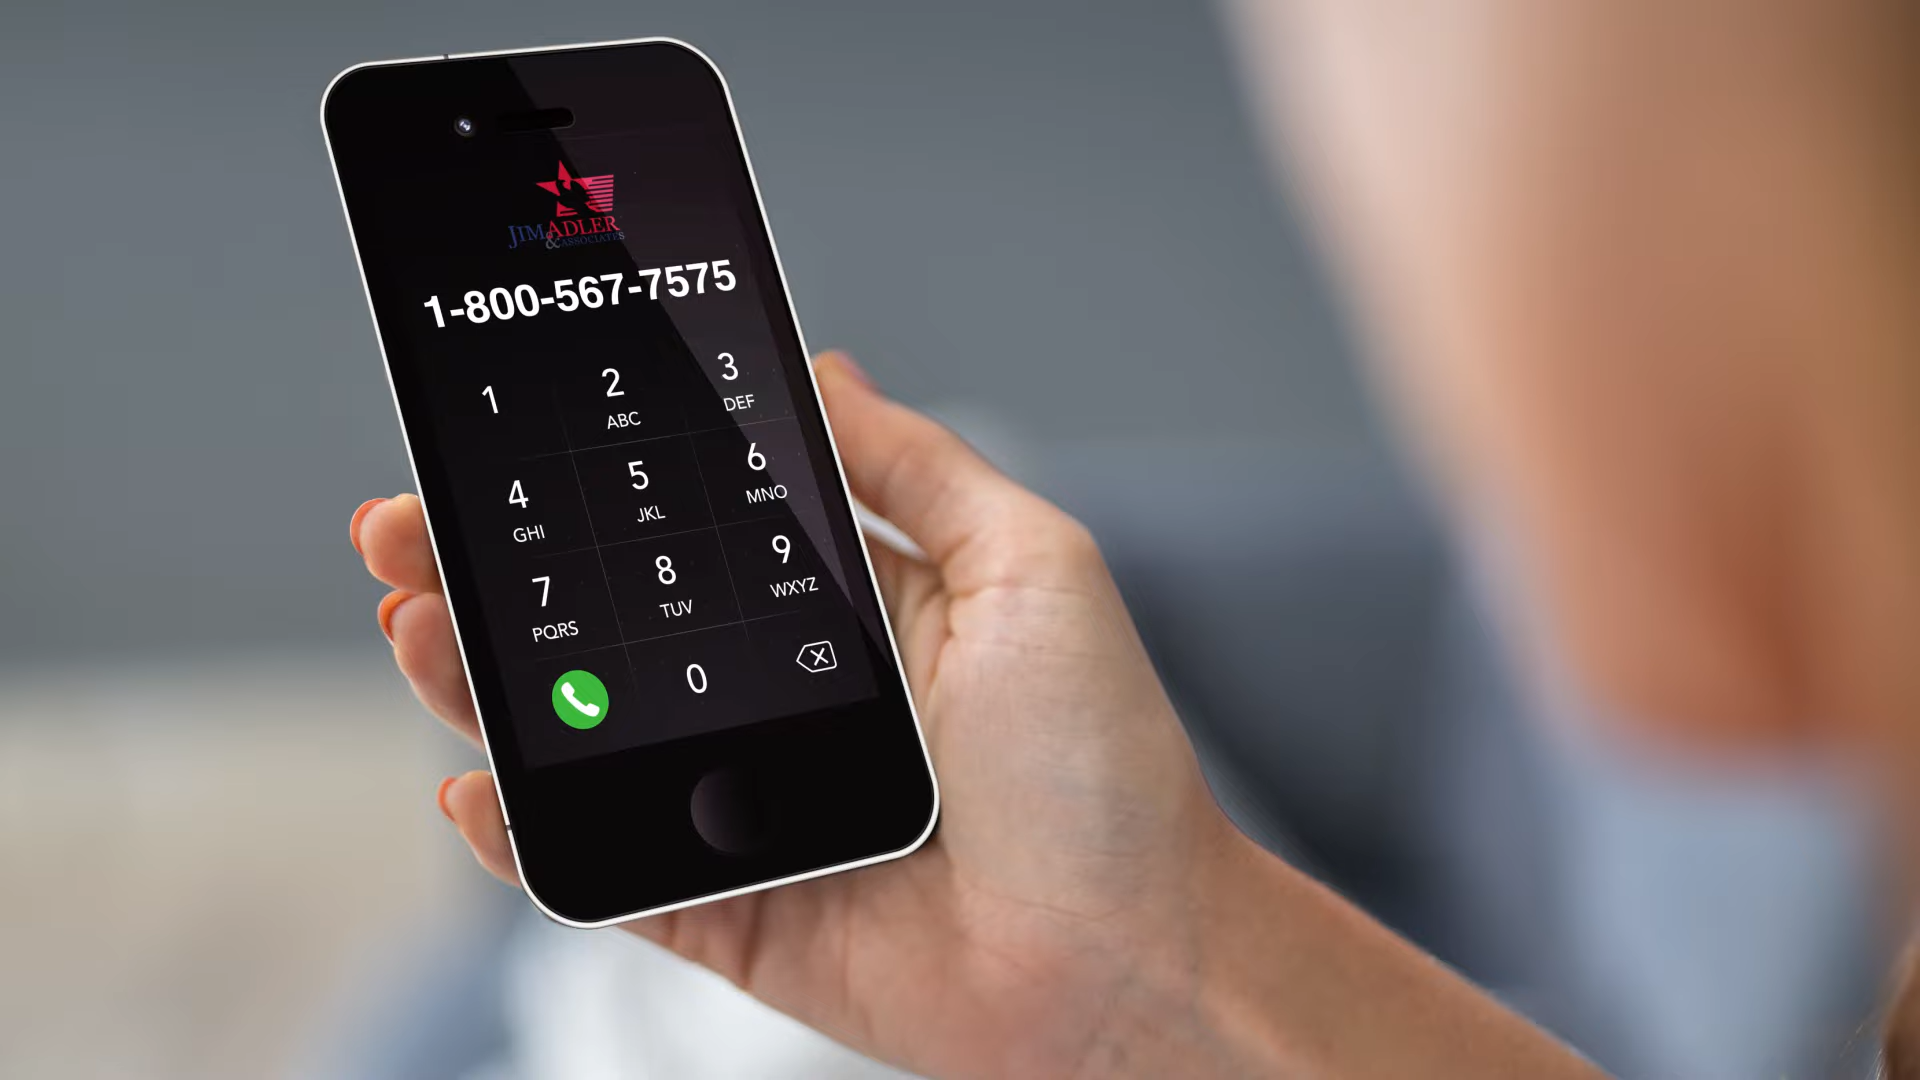 JIM ADLER
& ASSOCIATES
1-800-567-7575
1 2 3
ABC DEF
4 5 6
GHI JKL MNO
7 8 9
PQRS TUV WXYZ
0